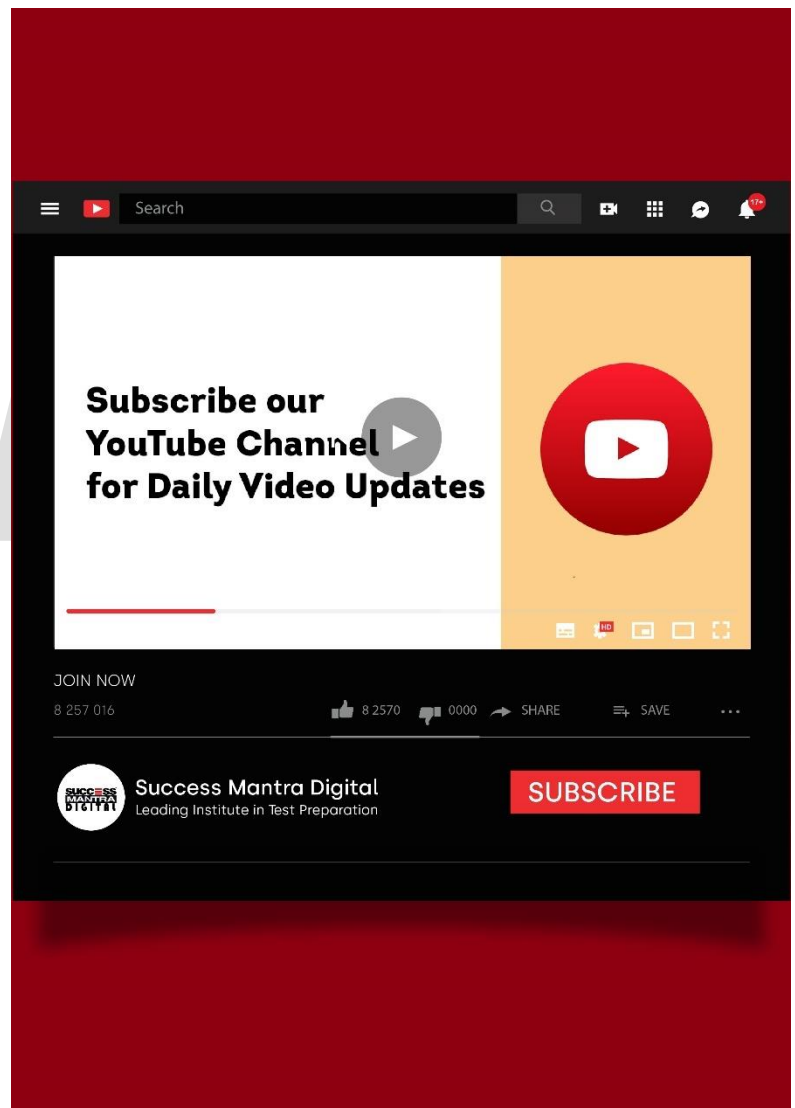 17+
Search
Subscribe our
YouTube Channel
for Daily Video Updates
HD
JOIN NOW
8 257 016
8 2570 0000 SHARE SAVE
SUCCESS
MANTRA
DIGITAL
Success Mantra Digital
Leading Institute in Test Preparation
SUBSCRIBE